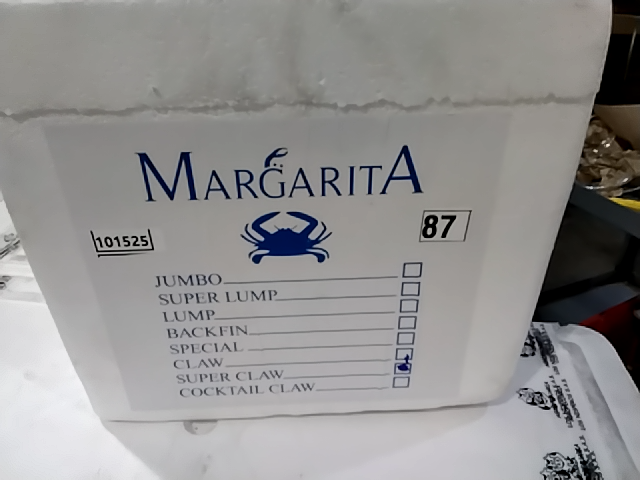 MARGARITA
101525
87
JUMBO
SUPER LUMP
LUMP
BACKFIN
SPECIAL
CLAW
SUPER CLAW
COCKTAIL CLAW